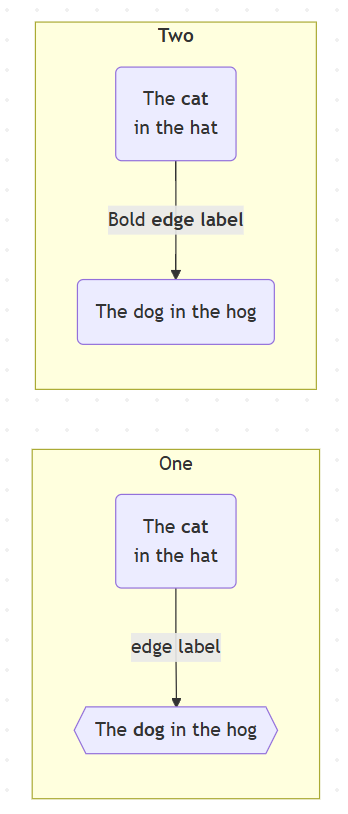 Two
The cat
in the hat
Bold edge label
The dog in the hog
One
The cat
in the hat
edge label
The dog in the hog